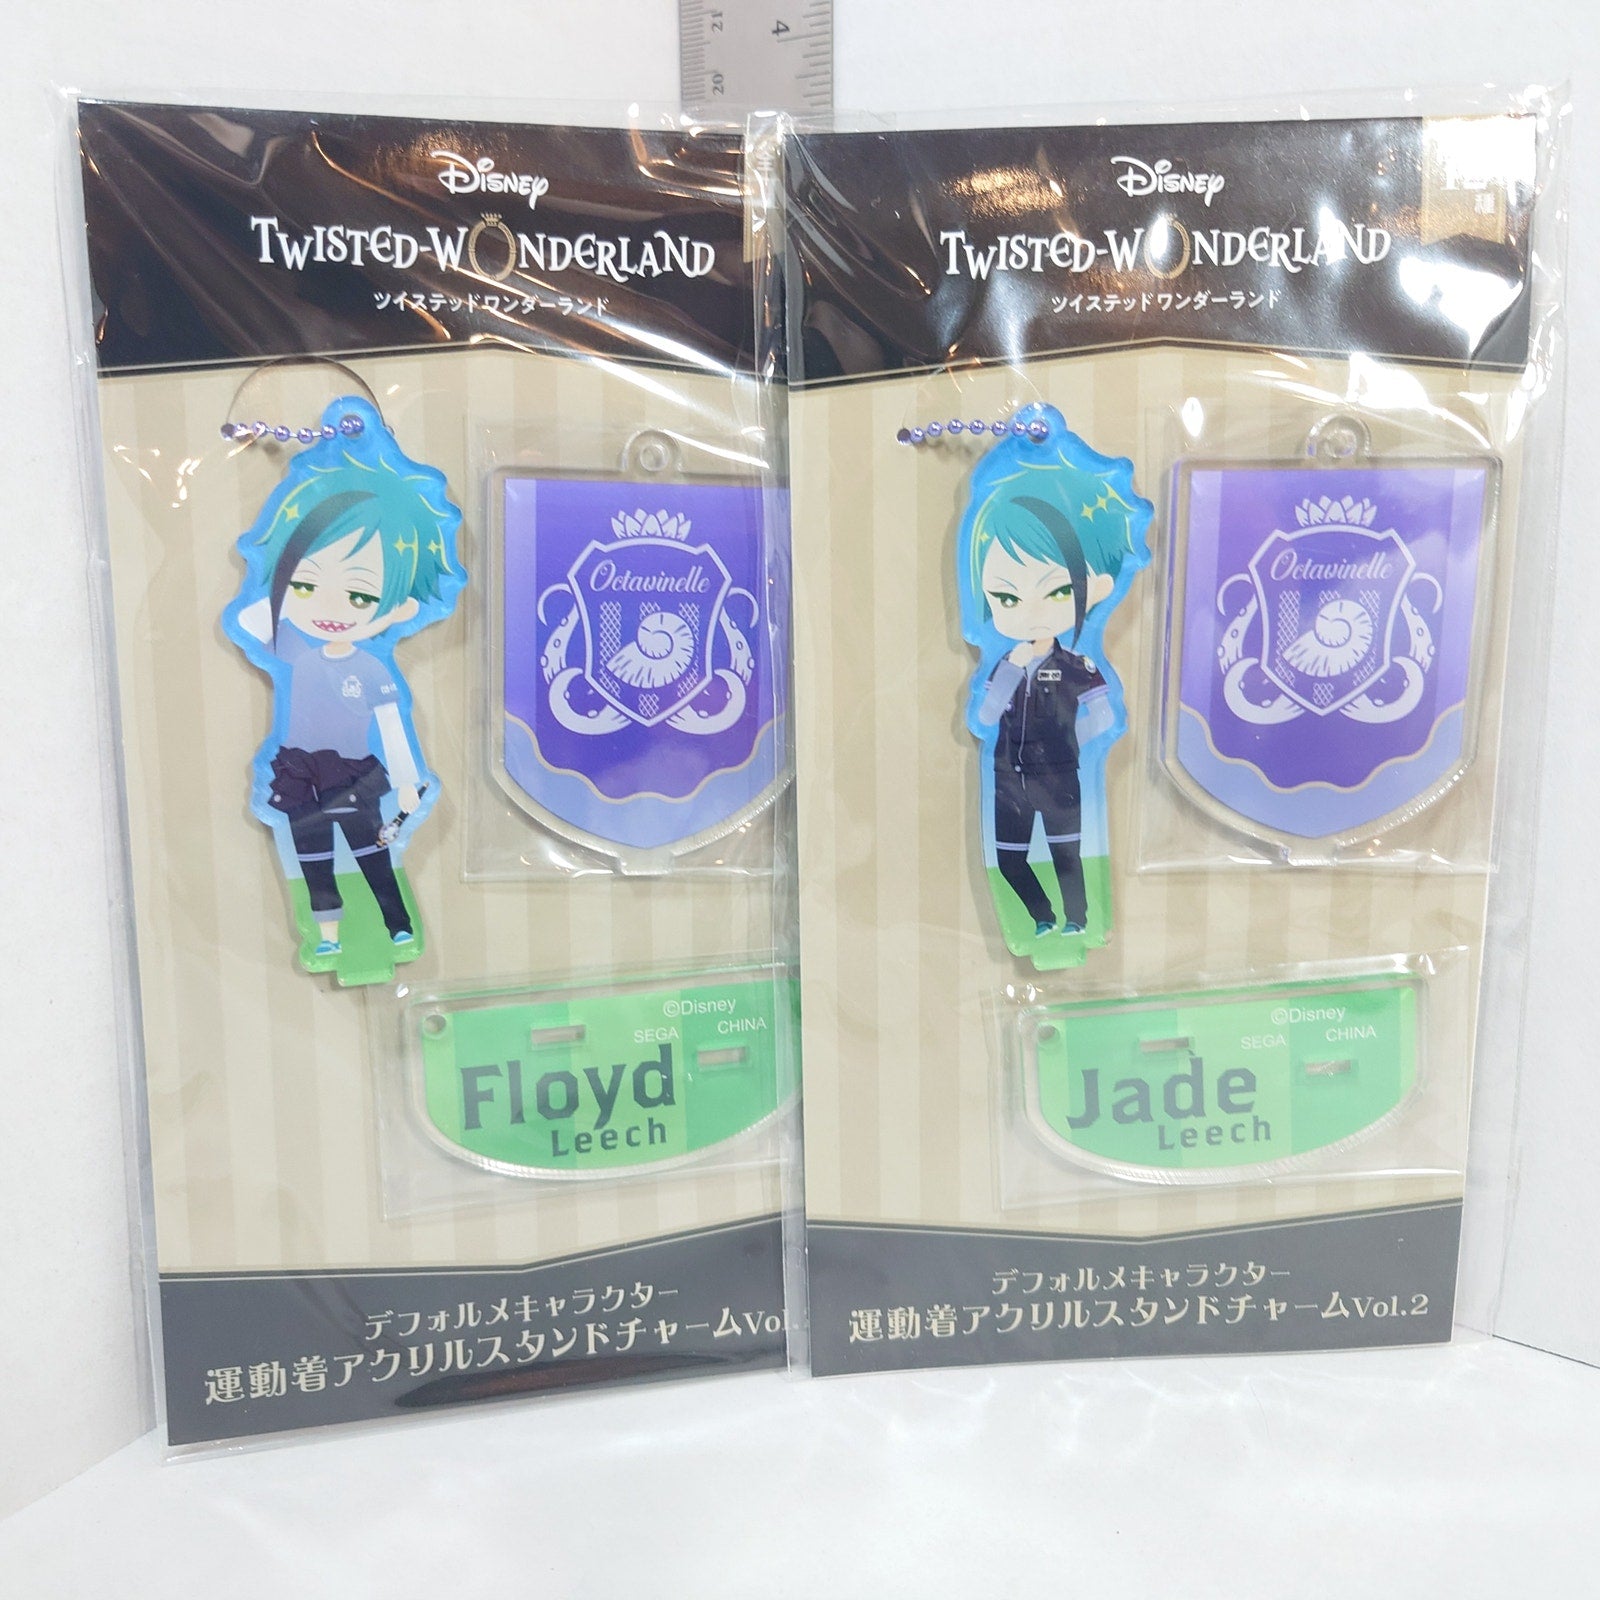 21
20
4
Disney
TWISTED-WONDERLAND
ツイステッドワンダーランド
Octavinelle
©Disney
SEGA CHINA
Floyd
Leech
デフォルメキャラクター
運動着アクリルスタンドチャームVol.
Disney
TWISTED-WONDERLAND
ツイステッドワンダーランド
種
Octavinelle
©Disney
SEGA CHINA
Jade
Leech
デフォルメキャラクター
運動着アクリルスタンドチャームVol.2